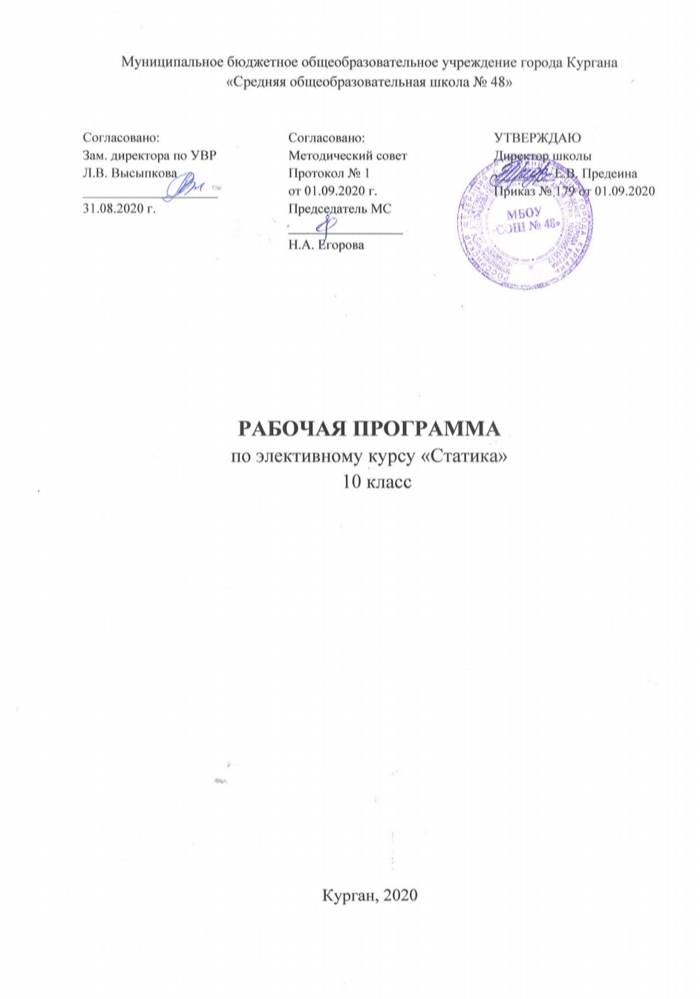 Муниципальное бюджетное общеобразовательное учреждение города Кургана
«Средняя общеобразовательная школа № 48»
Согласовано:
Зам. директора по УВР
Л.В. Высыпкова
31.08.2020 г.
Согласовано:
Методический совет
Протокол № 1
от 01.09.2020 г.
Председатель МС
Н.А. Егорова
УТВЕРЖДАЮ
Директор школы
Е.В. Предеина
Приказ № 179 от 01.09.2020
МБОУ
«СОШ № 48»
РАБОЧАЯ ПРОГРАММА
по элективному курсу «Статика»
10 класс
Курган, 2020